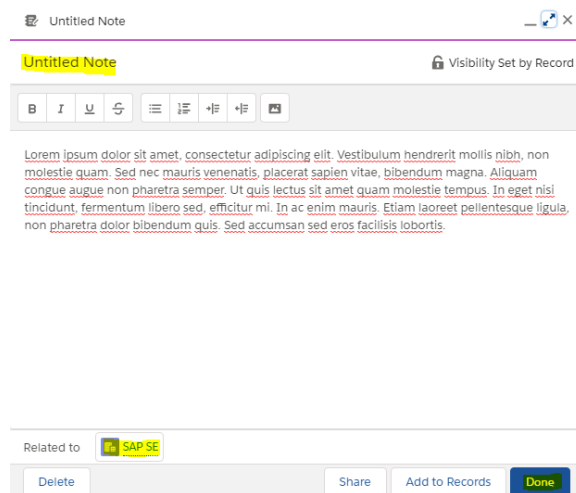 Untitled Note
Untitled Note
Visibility Set by Record
B I U S
Lorem ipsum dolor sit amet, consectetur adipiscing elit. Vestibulum hendrerit mollis nibh, non
molestie quam. Sed nec mauris venenatis, placerat sapien vitae, bibendum magna. Aliquam
congue augue non pharetra semper. Ut quis lectus sit amet quam molestie tempus. In eget nisi
tincidunt, fermentum libero sed, efficitur mi. In ac enim mauris. Etiam laoreet pellentesque ligula,
non pharetra dolor bibendum quis. Sed accumsan sed eros facilisis lobortis.
Related to SAP SE
Delete Share Add to Records Done